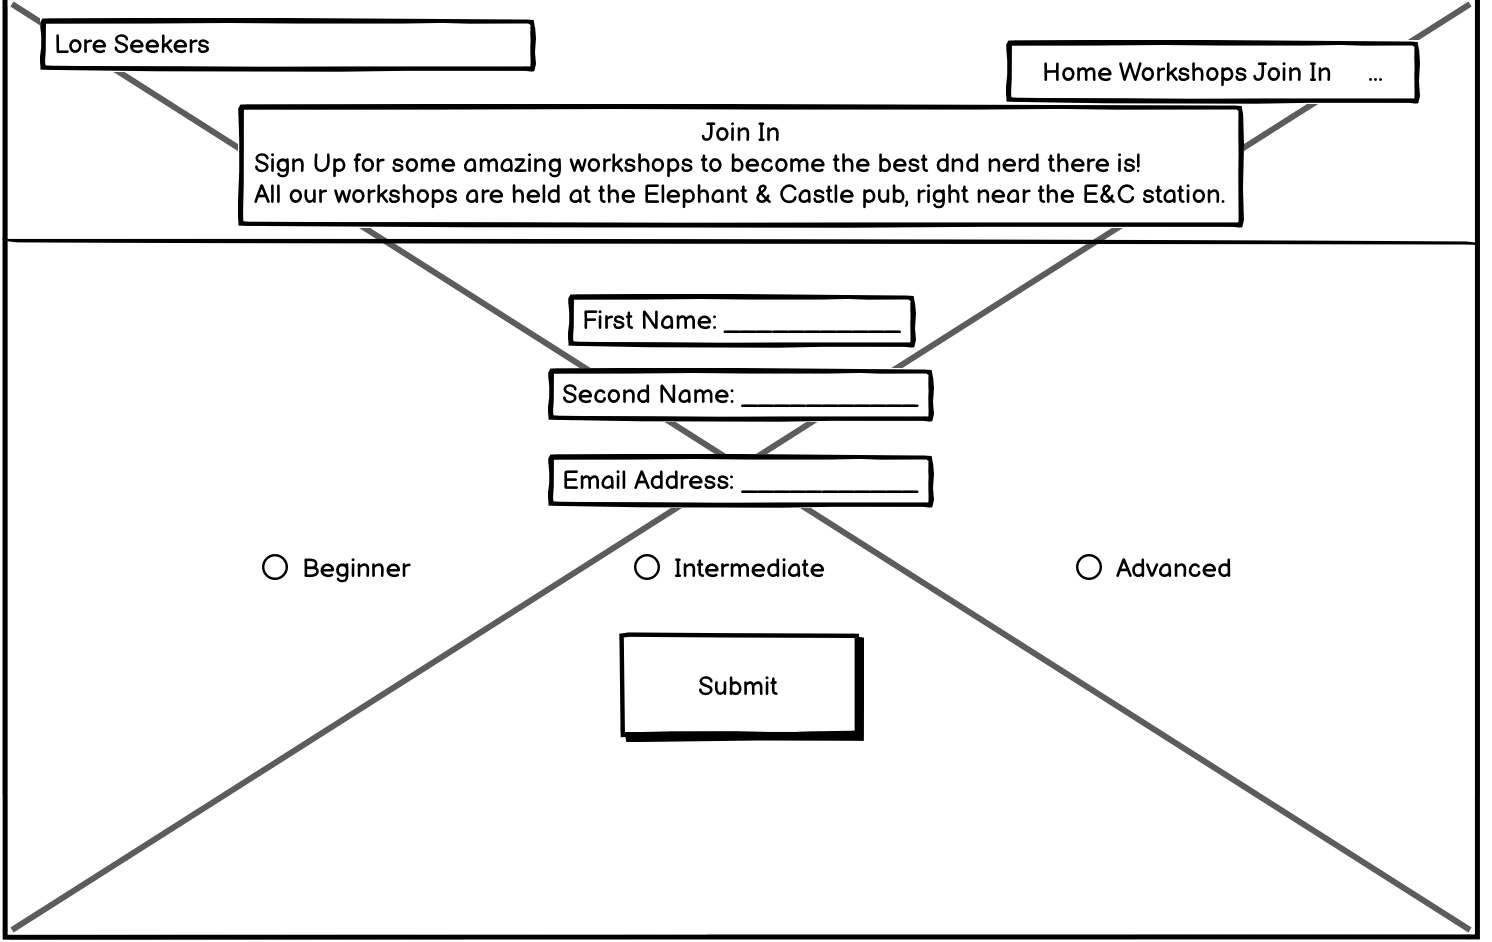 Lore Seekers
Home Workshops Join In ...
Join In
Sign Up for some amazing workshops to become the best dnd nerd there is!
All our workshops are held at the Elephant & Castle pub, right near the E&C station.
First Name: ____________
Second Name: ____________
Email Address: ____________
Beginner Intermediate Advanced
Submit